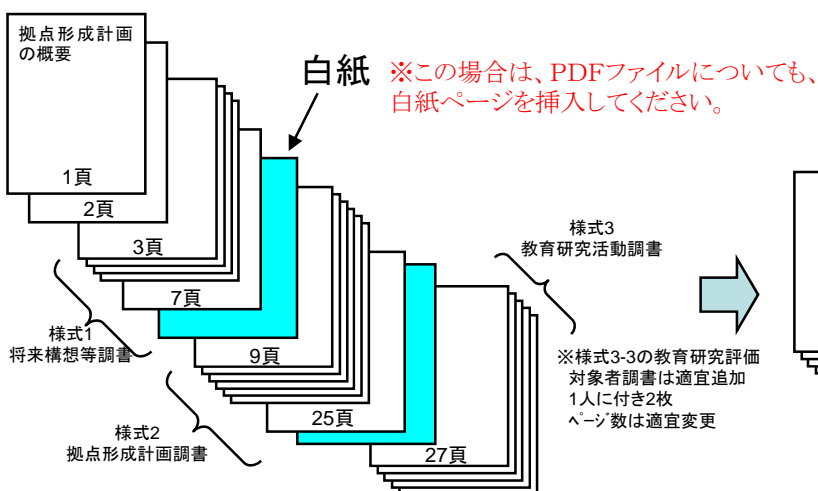 拠点形成計画
の概要
白紙
※この場合は、PDFファイルについても、
白紙ページを挿入してください。
1頁
2頁
3頁
7頁
様式1
将来構想等調書
9頁
25頁
様式2
拠点形成計画調書
27頁
様式3
教育研究活動調書
※様式3-3の教育研究評価
対象者調書は適宜追加
1人に付き2枚
ページ数は適宜変更